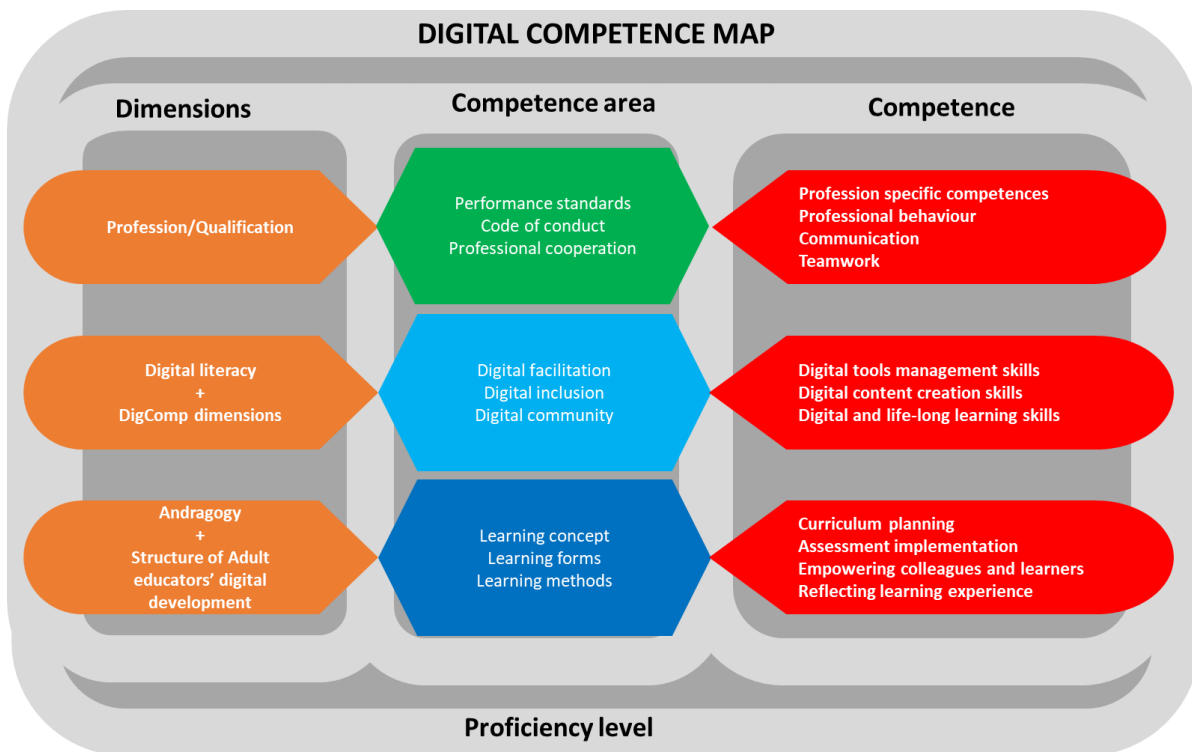 DIGITAL COMPETENCE MAP
Dimensions
Competence area
Competence
Profession/Qualification
Performance standards
Code of conduct
Professional cooperation
Profession specific competences
Professional behaviour
Communication
Teamwork
Digital literacy
+
DigComp dimensions
Digital facilitation
Digital inclusion
Digital community
Digital tools management skills
Digital content creation skills
Digital and life-long learning skills
Andragogy
+
Structure of Adult
educators’ digital
development
Learning concept
Learning forms
Learning methods
Curriculum planning
Assessment implementation
Empowering colleagues and learners
Reflecting learning experience
Proficiency level